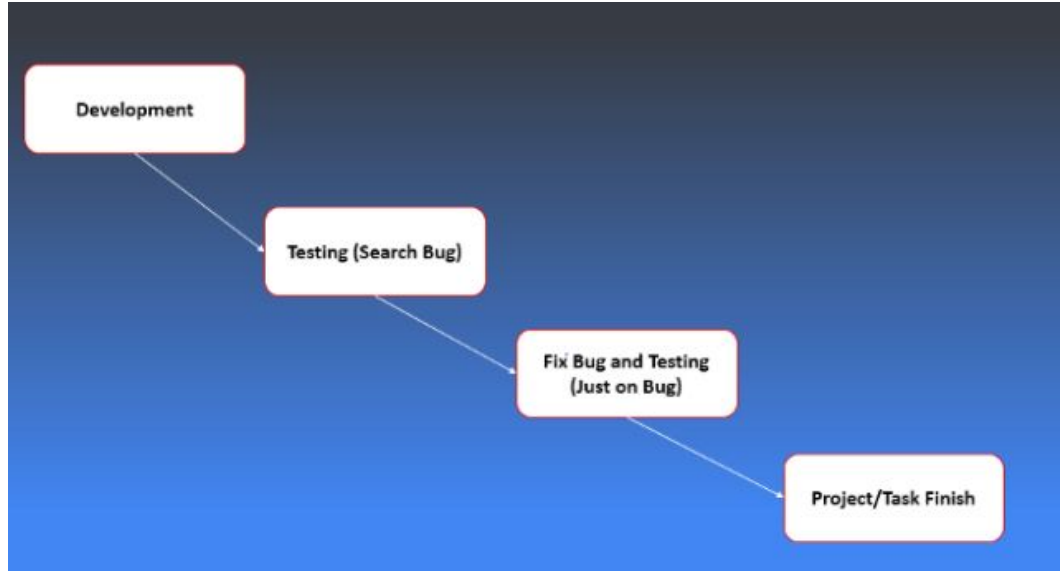 Development
Testing (Search Bug)
Fix Bug and Testing
(Just on Bug)
Project/Task Finish